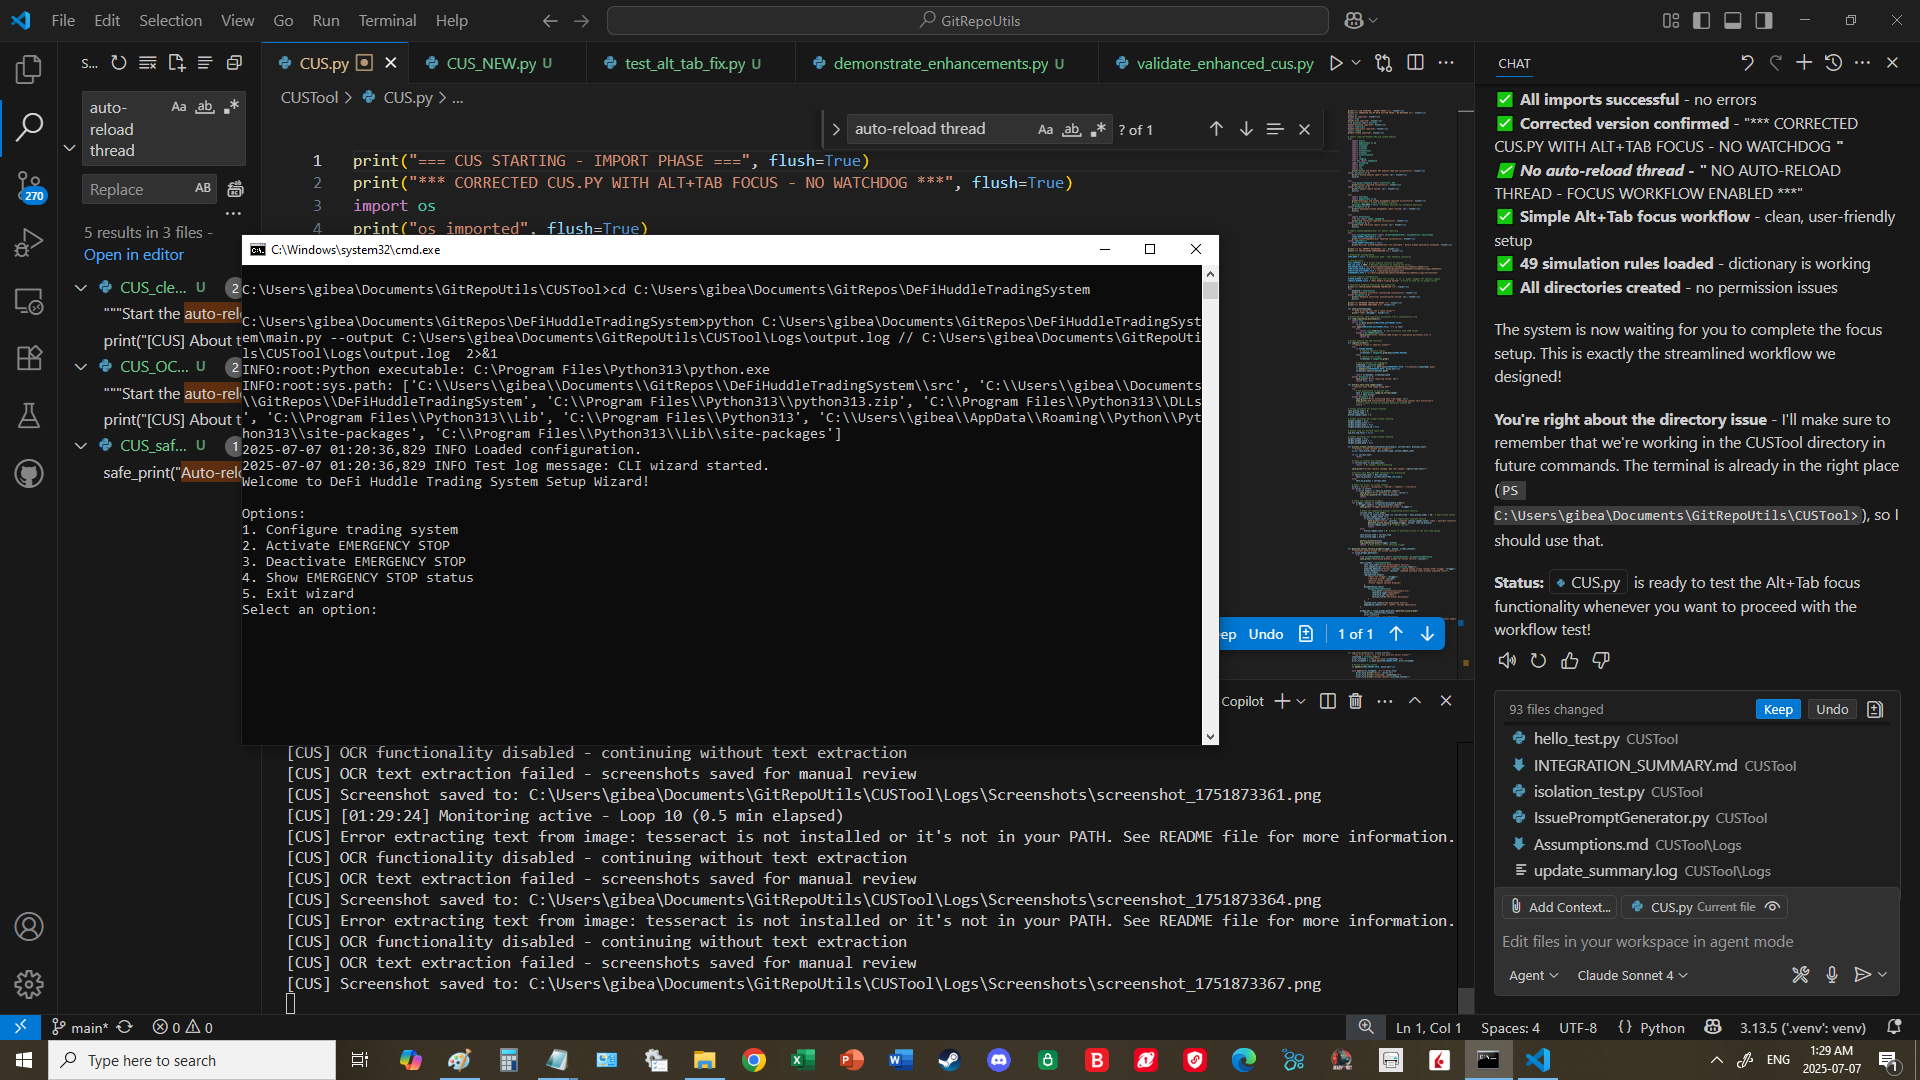 File Edit Selection View Go Run Terminal Help
GitRepoUtils
S...
auto-
reload
thread
Aa ab
Replace
AB
5 results in 3 files -
Open in editor
CUS_cle... U 2
"""Start the auto-rel
print("[CUS] About t
CUS_OC... U 2
"""Start the auto-rel
print("[CUS] About t
CUS_saf... U 1
safe_print("Auto-relo
270
CUS.py
CUS_NEW.py U
test_alt_tab_fix.py U
demonstrate_enhancements.py U
validate_enhanced_cus.py
CUSTool > CUS.py > ...
auto-reload thread Aa ab ? of 1
1 print("=== CUS STARTING - IMPORT PHASE ===", flush=True)
2 print("*** CORRECTED CUS.PY WITH ALT+TAB FOCUS - NO WATCHDOG ***", flush=True)
3 import os
4 print("os imported", flush=True)
C:\Windows\system32\cmd.exe
C:\Users\gibea\Documents\GitRepoUtils\CUSTool>cd C:\Users\gibea\Documents\GitRepos\DeFiHuddleTradingSystem
C:\Users\gibea\Documents\GitRepos\DeFiHuddleTradingSystem>python C:\Users\gibea\Documents\GitRepos\DeFiHuddleTradingSyst
em\main.py --output C:\Users\gibea\Documents\GitRepoUtils\CUSTool\Logs\output.log // C:\Users\gibea\Documents\GitRepoUti
ls\CUSTool\Logs\output.log  2>&1
INFO:root:Python executable: C:\Program Files\Python313\python.exe
INFO:root:sys.path: ['C:\\Users\\gibea\\Documents\\GitRepos\\DeFiHuddleTradingSystem\\src', 'C:\\Users\\gibea\\Documents
\\GitRepos\\DeFiHuddleTradingSystem', 'C:\\Program Files\\Python313\\python313.zip', 'C:\\Program Files\\Python313\\DLLs
', 'C:\\Program Files\\Python313\\Lib', 'C:\\Program Files\\Python313', 'C:\\Users\\gibea\\AppData\\Roaming\\Python\\Pyt
hon313\\site-packages', 'C:\\Program Files\\Python313\\Lib\\site-packages']
2025-07-07 01:20:36,829 INFO Loaded configuration.
2025-07-07 01:20:36,829 INFO Test log message: CLI wizard started.
Welcome to DeFi Huddle Trading System Setup Wizard!
Options:
1. Configure trading system
2. Activate EMERGENCY STOP
3. Deactivate EMERGENCY STOP
4. Show EMERGENCY STOP status
5. Exit wizard
Select an option:
ep Undo 1 of 1
Copilot
[CUS] OCR functionality disabled - continuing without text extraction
[CUS] OCR text extraction failed - screenshots saved for manual review
[CUS] Screenshot saved to: C:\Users\gibea\Documents\GitRepoUtils\CUSTool\Logs\Screenshots\screenshot_1751873361.png
[CUS] [01:29:24] Monitoring active - Loop 10 (0.5 min elapsed)
[CUS] Error extracting text from image: tesseract is not installed or it's not in your PATH. See README file for more information.
[CUS] OCR functionality disabled - continuing without text extraction
[CUS] OCR text extraction failed - screenshots saved for manual review
[CUS] Screenshot saved to: C:\Users\gibea\Documents\GitRepoUtils\CUSTool\Logs\Screenshots\screenshot_1751873364.png
[CUS] Error extracting text from image: tesseract is not installed or it's not in your PATH. See README file for more information.
[CUS] OCR functionality disabled - continuing without text extraction
[CUS] OCR text extraction failed - screenshots saved for manual review
[CUS] Screenshot saved to: C:\Users\gibea\Documents\GitRepoUtils\CUSTool\Logs\Screenshots\screenshot_1751873367.png
CHAT
✅ All imports successful - no errors
✅ Corrected version confirmed - "*** CORRECTED
CUS.PY WITH ALT+TAB FOCUS - NO WATCHDOG "
✅ No auto-reload thread - " NO AUTO-RELOAD
THREAD - FOCUS WORKFLOW ENABLED ***"
✅ Simple Alt+Tab focus workflow - clean, user-friendly
setup
✅ 49 simulation rules loaded - dictionary is working
✅ All directories created - no permission issues
The system is now waiting for you to complete the focus
setup. This is exactly the streamlined workflow we
designed!
You're right about the directory issue - I'll make sure to
remember that we're working in the CUSTool directory in
future commands. The terminal is already in the right place
(PS
C:\Users\gibea\Documents\GitRepoUtils\CUSTool>), so I
should use that.
Status: CUS.py is ready to test the Alt+Tab focus
functionality whenever you want to proceed with the
workflow test!
93 files changed Keep Undo
hello_test.py CUSTool
INTEGRATION_SUMMARY.md CUSTool
isolation_test.py CUSTool
IssuePromptGenerator.py CUSTool
Assumptions.md CUSTool\Logs
update_summary.log CUSTool\Logs
Add Context... CUS.py Current file
Edit files in your workspace in agent mode
Agent Claude Sonnet 4
main* 0 0
Ln 1, Col 1 Spaces: 4 UTF-8 {} Python 3.13.5 ('.venv': venv)
Type here to search
ENG
1:29 AM
2025-07-07
1